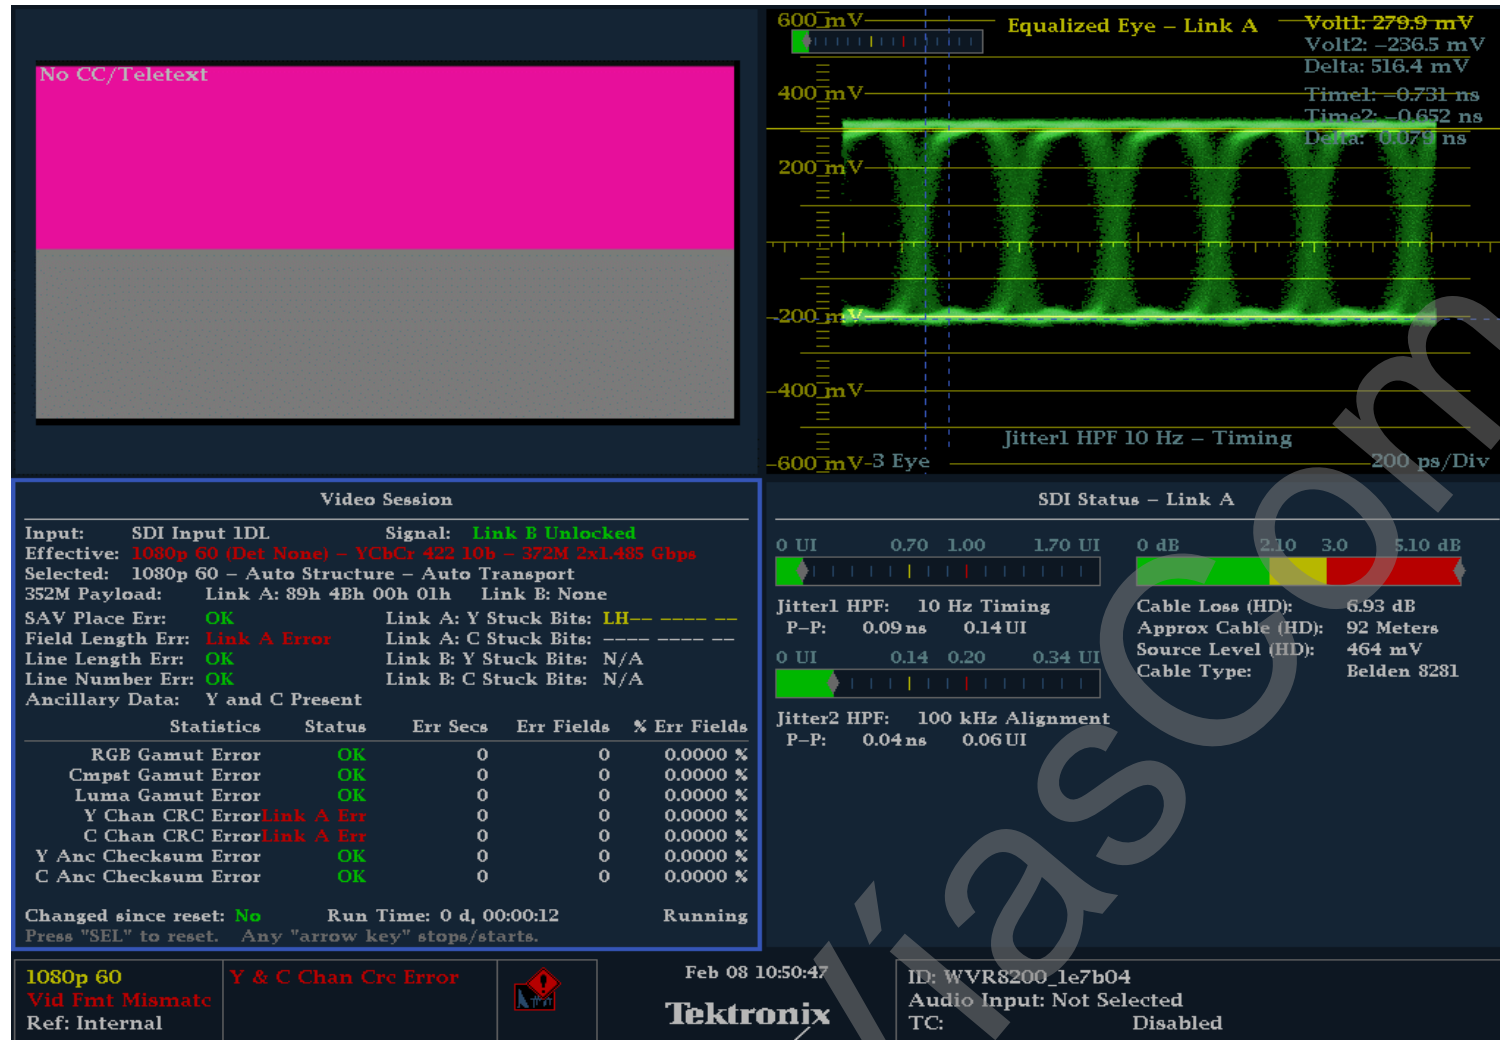 No CC/Teletext
600 mV
Equalized Eye – Link A
Volt1: 279.9 mV
Volt2: –236.5 mV
Delta: 516.4 mV
400 mV
Time1: –0.731 ns
Time2: –0.652 ns
Delta: 0.079 ns
200 mV
–200 mV
–400 mV
Jitter1 HPF 10 Hz – Timing
–600 mV
–3 Eye
200 ps/Div
Video Session
Input: SDI Input 1DL Signal: Link B Unlocked
Effective: 1080p 60 (Det None) – YCbCr 422 10b – 372M 2x1.485 Gbps
Selected: 1080p 60 – Auto Structure – Auto Transport
352M Payload: Link A: 89h 4Bh 00h 01h Link B: None
SAV Place Err: OK Link A: Y Stuck Bits: LH–– –––– ––
Field Length Err: Link A Error Link A: C Stuck Bits: –––– –––– ––
Line Length Err: OK Link B: Y Stuck Bits: N/A
Line Number Err: OK Link B: C Stuck Bits: N/A
Ancillary Data: Y and C Present
Statistics Status Err Secs Err Fields % Err Fields
RGB Gamut Error OK 0 0 0.0000 %
Cmpst Gamut Error OK 0 0 0.0000 %
Luma Gamut Error OK 0 0 0.0000 %
Y Chan CRC Error Link A Err 0 0 0.0000 %
C Chan CRC Error Link A Err 0 0 0.0000 %
Y Anc Checksum Error OK 0 0 0.0000 %
C Anc Checksum Error OK 0 0 0.0000 %
Changed since reset: No Run Time: 0 d, 00:00:12 Running
Press "SEL" to reset. Any "arrow key" stops/starts.
SDI Status – Link A
0 UI 0.70 1.00 1.70 UI
Jitter1 HPF: 10 Hz Timing
P–P: 0.09 ns 0.14 UI
0 UI 0.14 0.20 0.34 UI
Jitter2 HPF: 100 kHz Alignment
P–P: 0.04 ns 0.06 UI
0 dB 2.10 3.0 5.10 dB
Cable Loss (HD): 6.93 dB
Approx Cable (HD): 92 Meters
Source Level (HD): 464 mV
Cable Type: Belden 8281
1080p 60
Vid Fmt Mismatc
Ref: Internal
Y & C Chan Crc Error
Feb 08 10:50:47
Tektronix
ID: WVR8200_1e7b04
Audio Input: Not Selected
TC: Disabled